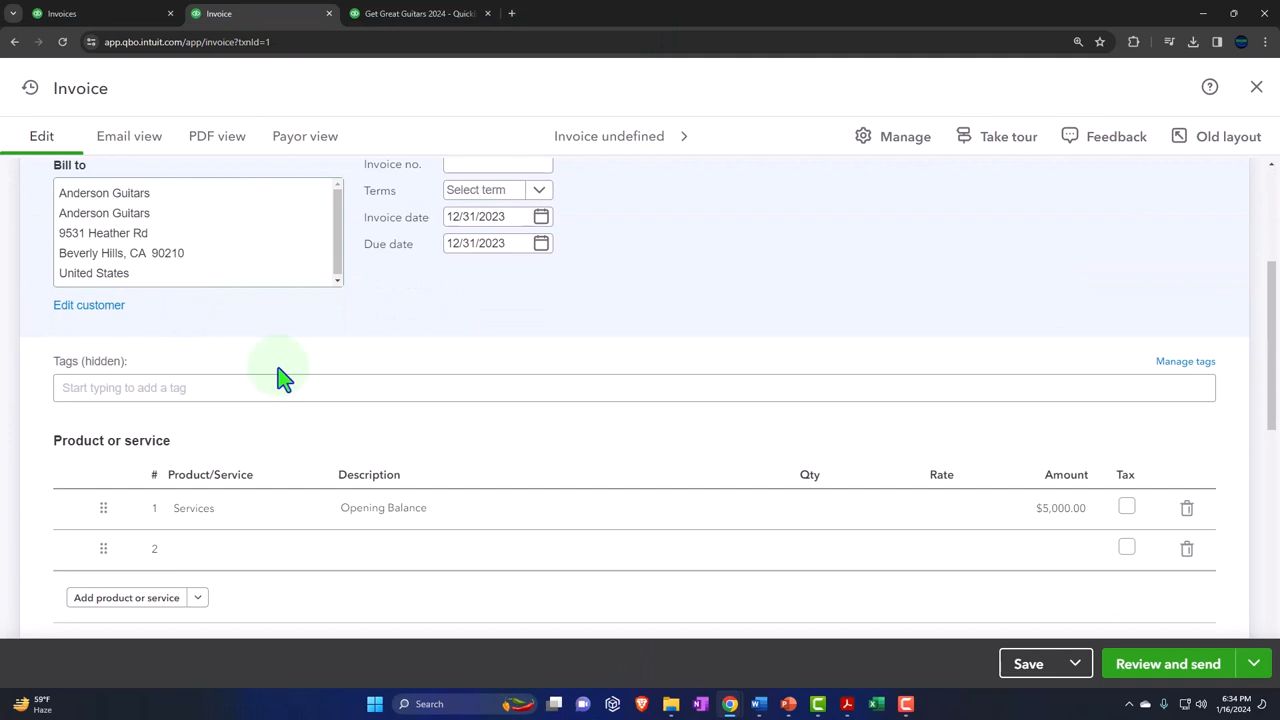 Invoices
Invoice
Get Great Guitars 2024 - Quick
app.qbo.intuit.com/app/invoice?txnId=1
Invoice
Edit
Email view
PDF view
Payor view
Invoice undefined
Manage
Take tour
Feedback
Old layout
Bill to
Anderson Guitars
Anderson Guitars
9531 Heather Rd
Beverly Hills, CA 90210
United States
Edit customer
Invoice no.
Terms Select term
Invoice date 12/31/2023
Due date 12/31/2023
Tags (hidden):
Manage tags
Start typing to add a tag
Product or service
# Product/Service Description Qty Rate Amount Tax
1 Services Opening Balance $5,000.00
2
Add product or service
Save
Review and send
59°F
Haze
Search
6:34 PM
1/16/2024